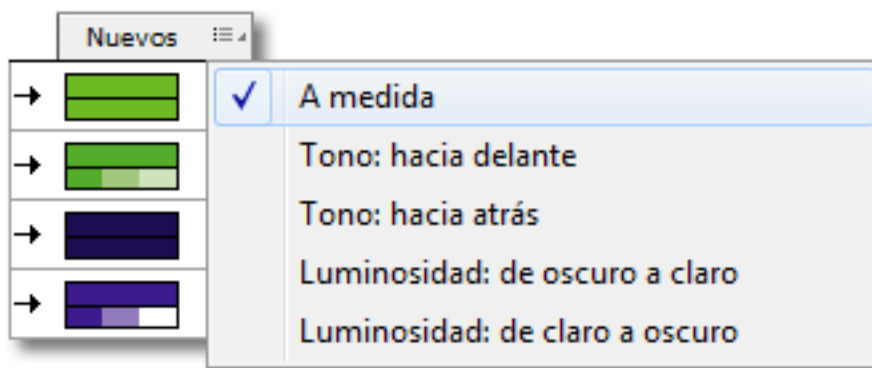 Nuevos
A medida
Tono: hacia delante
Tono: hacia atrás
Luminosidad: de oscuro a claro
Luminosidad: de claro a oscuro